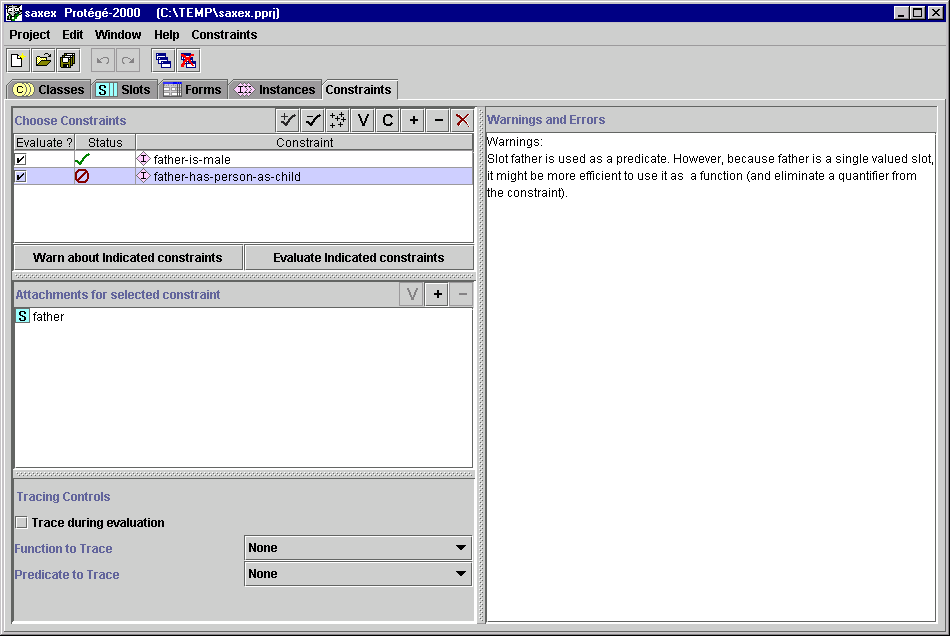 saxex Protégé-2000 (C:\TEMP\saxex.pprj)
Project Edit Window Help Constraints
C Classes S Slots Forms I Instances Constraints
Choose Constraints V C + −
Evaluate ? Status Constraint
I father-is-male
I father-has-person-as-child
Warn about Indicated constraints Evaluate Indicated constraints
Attachments for selected constraint V + −
S father
Tracing Controls
Trace during evaluation
Function to Trace None
Predicate to Trace None
Warnings and Errors
Warnings:
Slot father is used as a predicate. However, because father is a single valued slot,
it might be more efficient to use it as a function (and eliminate a quantifier from
the constraint).